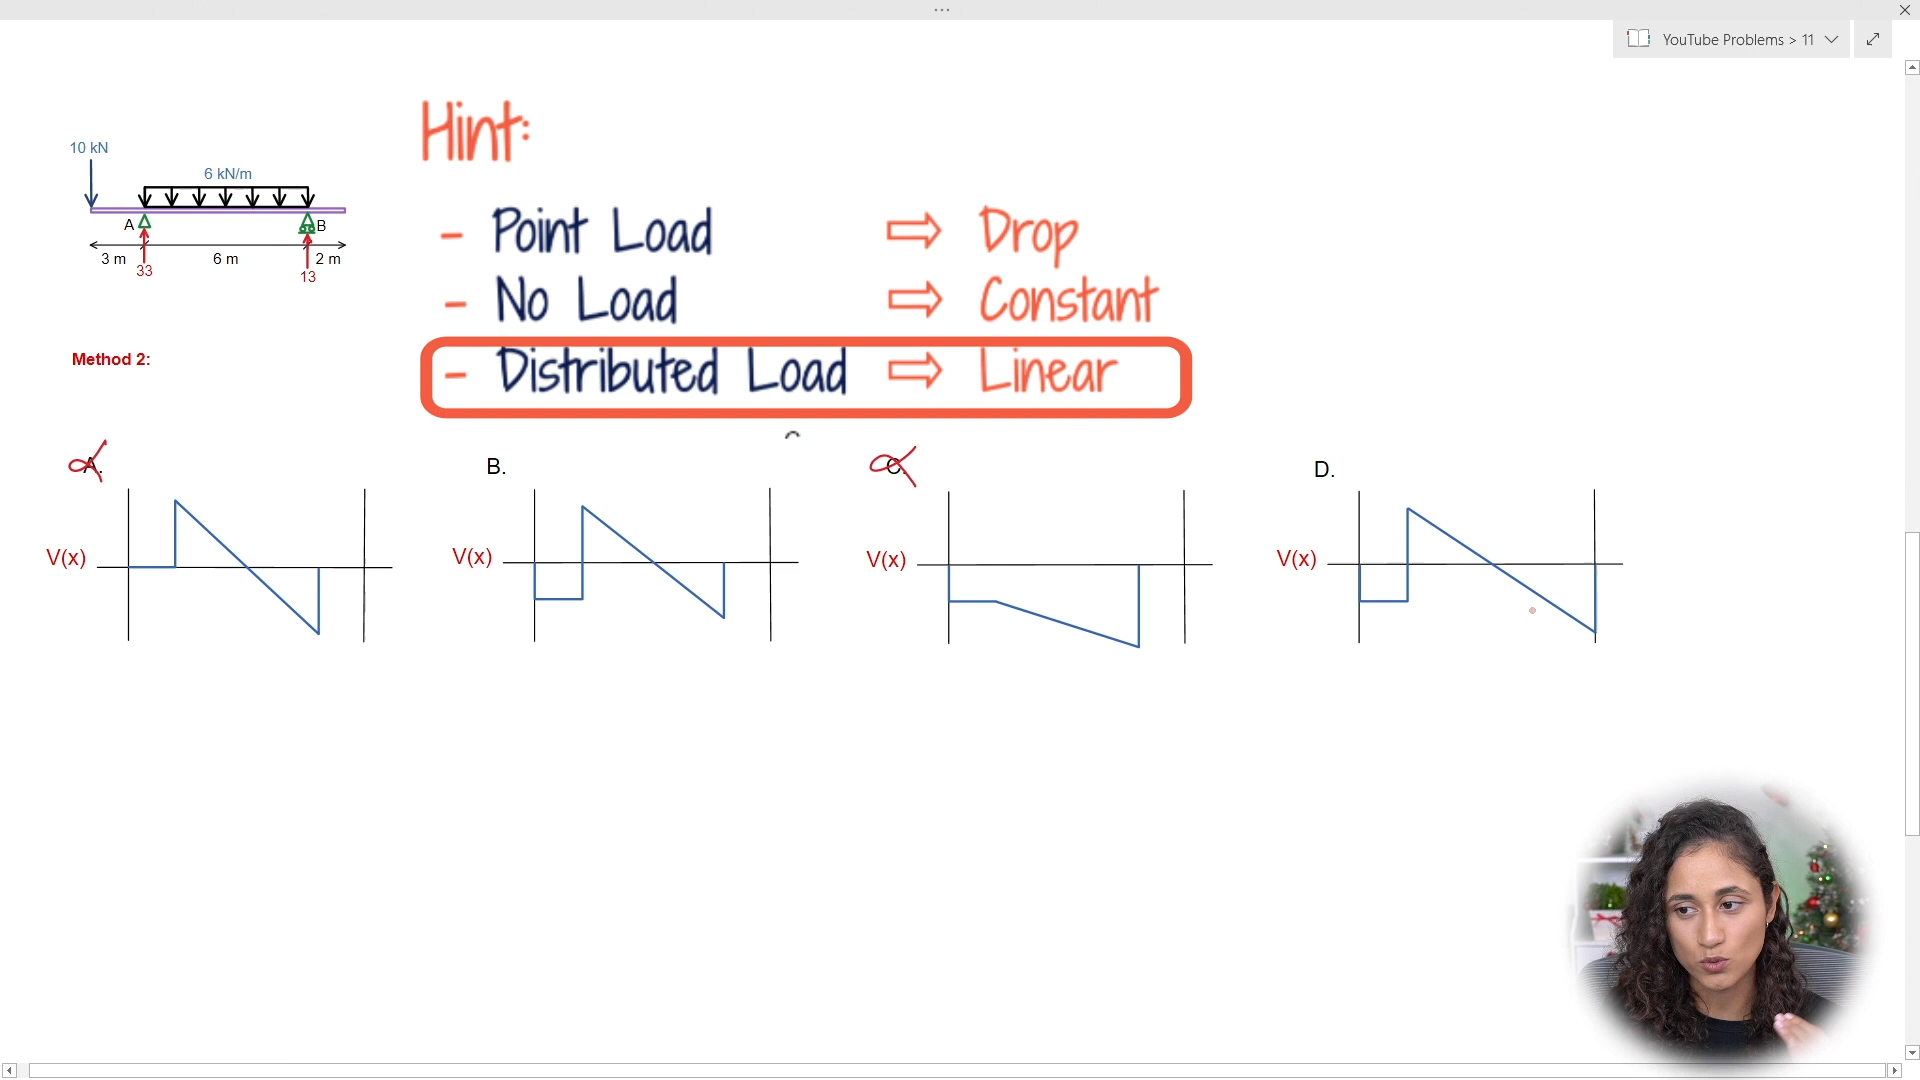 ...
YouTube Problems > 11
Hint:
10 kN
6 kN/m
- Point Load ⇨ Drop
A
B
3 m
6 m
2 m
33
13
- No Load ⇨ Constant
Method 2:
- Distributed Load ⇨ Linear
A.
B.
C.
D.
V(x)
V(x)
V(x)
V(x)